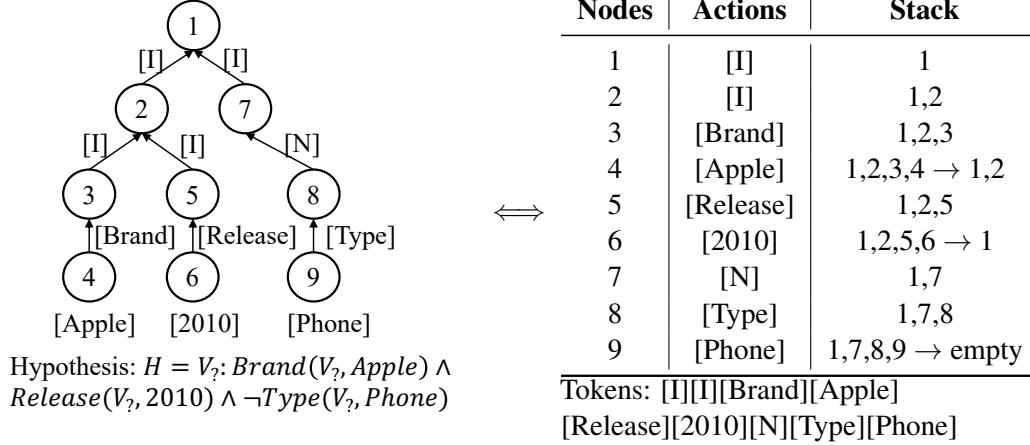 1
[I] [I]
2 7
[I] [I] [N]
3 5 8
[Brand] [Release] [Type]
4 6 9
[Apple] [2010] [Phone]
Hypothesis: H = V?: Brand(V?, Apple) ∧
Release(V?, 2010) ∧ ¬Type(V?, Phone)
⟺
Nodes Actions Stack
1 [I] 1
2 [I] 1,2
3 [Brand] 1,2,3
4 [Apple] 1,2,3,4 → 1,2
5 [Release] 1,2,5
6 [2010] 1,2,5,6 → 1
7 [N] 1,7
8 [Type] 1,7,8
9 [Phone] 1,7,8,9 → empty
Tokens: [I][I][Brand][Apple]
[Release][2010][N][Type][Phone]